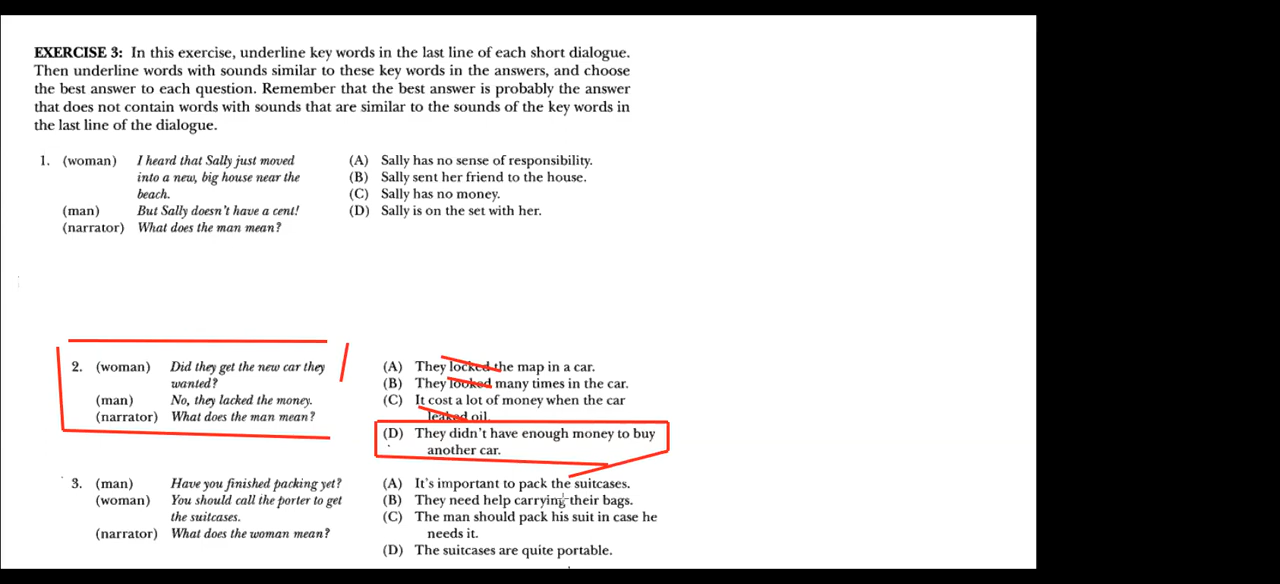 EXERCISE 3: In this exercise, underline key words in the last line of each short dialogue.
Then underline words with sounds similar to these key words in the answers, and choose
the best answer to each question. Remember that the best answer is probably the answer
that does not contain words with sounds that are similar to the sounds of the key words in
the last line of the dialogue.
1. (woman) I heard that Sally just moved
into a new, big house near the
beach.
(man) But Sally doesn't have a cent!
(narrator) What does the man mean?
(A) Sally has no sense of responsibility.
(B) Sally sent her friend to the house.
(C) Sally has no money.
(D) Sally is on the set with her.
2. (woman) Did they get the new car they
wanted?
(man) No, they lacked the money.
(narrator) What does the man mean?
(A) They locked the map in a car.
(B) They looked many times in the car.
(C) It cost a lot of money when the car
leaked oil.
(D) They didn't have enough money to buy
another car.
3. (man) Have you finished packing yet?
(woman) You should call the porter to get
the suitcases.
(narrator) What does the woman mean?
(A) It's important to pack the suitcases.
(B) They need help carrying their bags.
(C) The man should pack his suit in case he
needs it.
(D) The suitcases are quite portable.